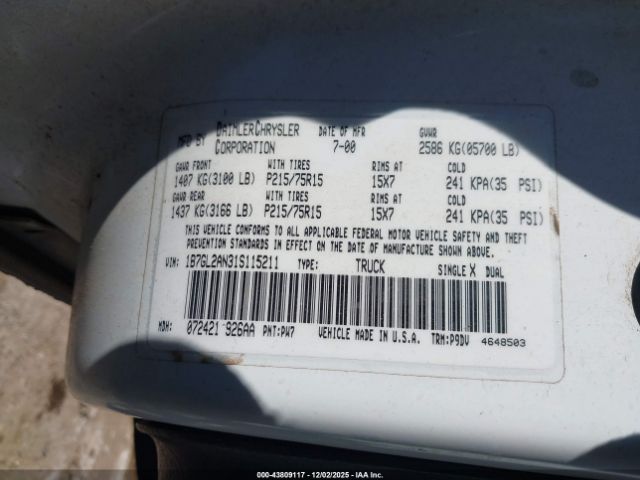 MFD BY DAIMLERCHRYSLER CORPORATION DATE OF MFR 7-00 GVWR 2586 KG(05700 LB)
GAWR FRONT WITH TIRES RIMS AT COLD
1407 KG(3100 LB) P215/75R15 15X7 241 KPA(35 PSI)
GAWR REAR WITH TIRES RIMS AT COLD
1437 KG(3166 LB) P215/75R15 15X7 241 KPA(35 PSI)
THIS VEHICLE CONFORMS TO ALL APPLICABLE FEDERAL MOTOR VEHICLE SAFETY AND THEFT
PREVENTION STANDARDS IN EFFECT ON THE DATE OF MANUFACTURE SHOWN ABOVE.
VIN: 1B7GL2AN31S115211 TYPE: TRUCK SINGLE X DUAL
MDH: 072421 926AA PNT:PW7 VEHICLE MADE IN U.S.A. TRM:P9DV 4648503
000-43809117 - 12/02/2025 - IAAI.COM